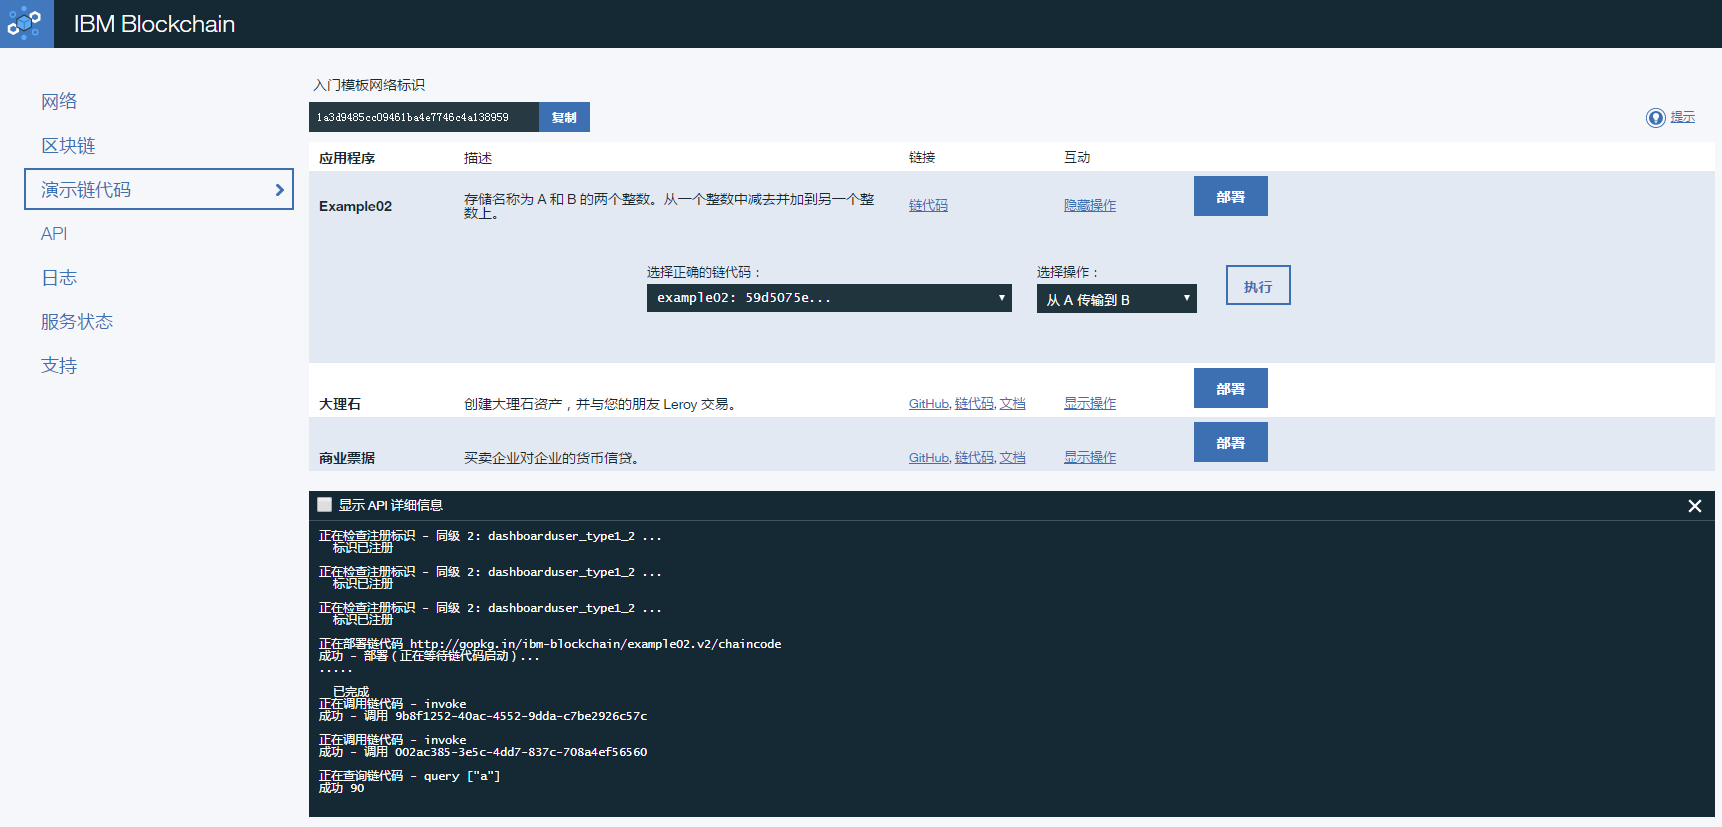 IBM Blockchain
网络
区块链
演示链代码
API
日志
服务状态
支持
入门模板网络标识
1a3d9485cc09461ba4e7746c4a138959 复制
提示
应用程序 描述 链接 互动
Example02 存储名称为 A 和 B 的两个整数。从一个整数中减去并加到另一个整 链代码 隐藏操作 部署
数上。
选择正确的链代码： 选择操作：
example02: 59d5075e... 从 A 传输到 B 执行
大理石 创建大理石资产，并与您的朋友 Leroy 交易。 GitHub, 链代码, 文档 显示操作 部署
商业票据 买卖企业对企业的货币信贷。 GitHub, 链代码, 文档 显示操作 部署
显示 API 详细信息
正在检查注册标识 - 同级 2: dashboarduser_type1_2 ...
标识已注册
正在检查注册标识 - 同级 2: dashboarduser_type1_2 ...
标识已注册
正在检查注册标识 - 同级 2: dashboarduser_type1_2 ...
标识已注册
正在部署链代码 http://gopkg.in/ibm-blockchain/example02.v2/chaincode
成功 - 部署（正在等待链代码启动）...
.....
已完成
正在调用链代码 - invoke
成功 - 调用 9b8f1252-40ac-4552-9dda-c7be2926c57c
正在调用链代码 - invoke
成功 - 调用 002ac385-3e5c-4dd7-837c-708a4ef56560
正在查询链代码 - query ["a"]
成功 90